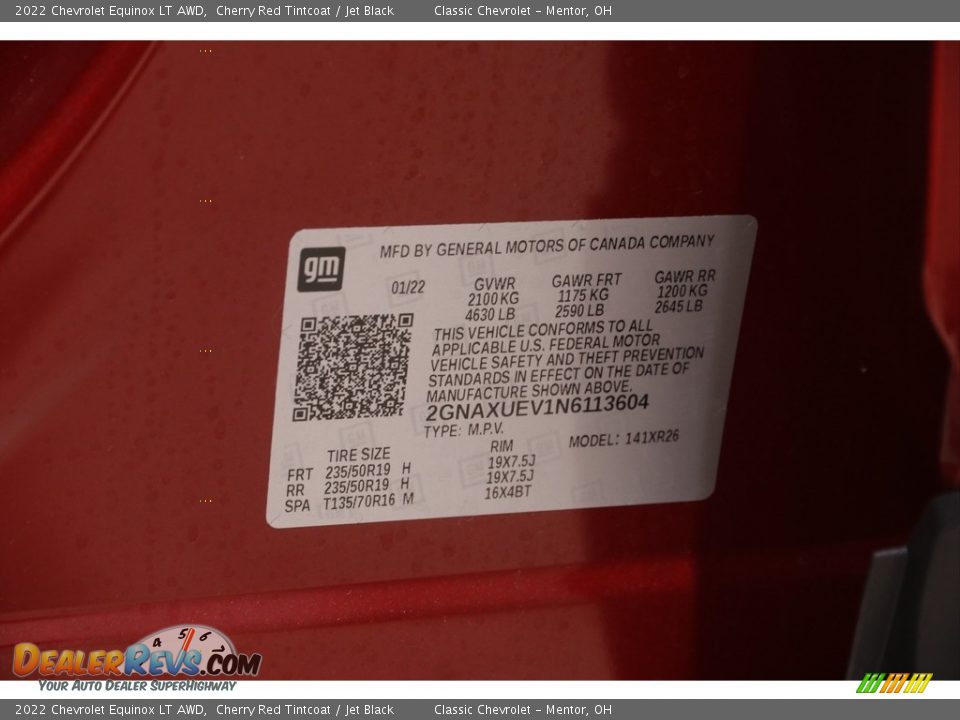 2022 Chevrolet Equinox LT AWD, Cherry Red Tintcoat / Jet Black Classic Chevrolet - Mentor, OH
gm
MFD BY GENERAL MOTORS OF CANADA COMPANY
01/22 GVWR GAWR FRT GAWR RR
2100 KG 1175 KG 1200 KG
4630 LB 2590 LB 2645 LB
THIS VEHICLE CONFORMS TO ALL
APPLICABLE U.S. FEDERAL MOTOR
VEHICLE SAFETY AND THEFT PREVENTION
STANDARDS IN EFFECT ON THE DATE OF
MANUFACTURE SHOWN ABOVE.
2GNAXUEV1N6113604
TYPE: M.P.V. MODEL: 141XR26
TIRE SIZE RIM
FRT 235/50R19 H 19X7.5J
RR 235/50R19 H 19X7.5J
SPA T135/70R16 M 16X4BT
4 5 6
DealerRevs.com
Your Auto Dealer SuperHighway
2022 Chevrolet Equinox LT AWD, Cherry Red Tintcoat / Jet Black Classic Chevrolet - Mentor, OH